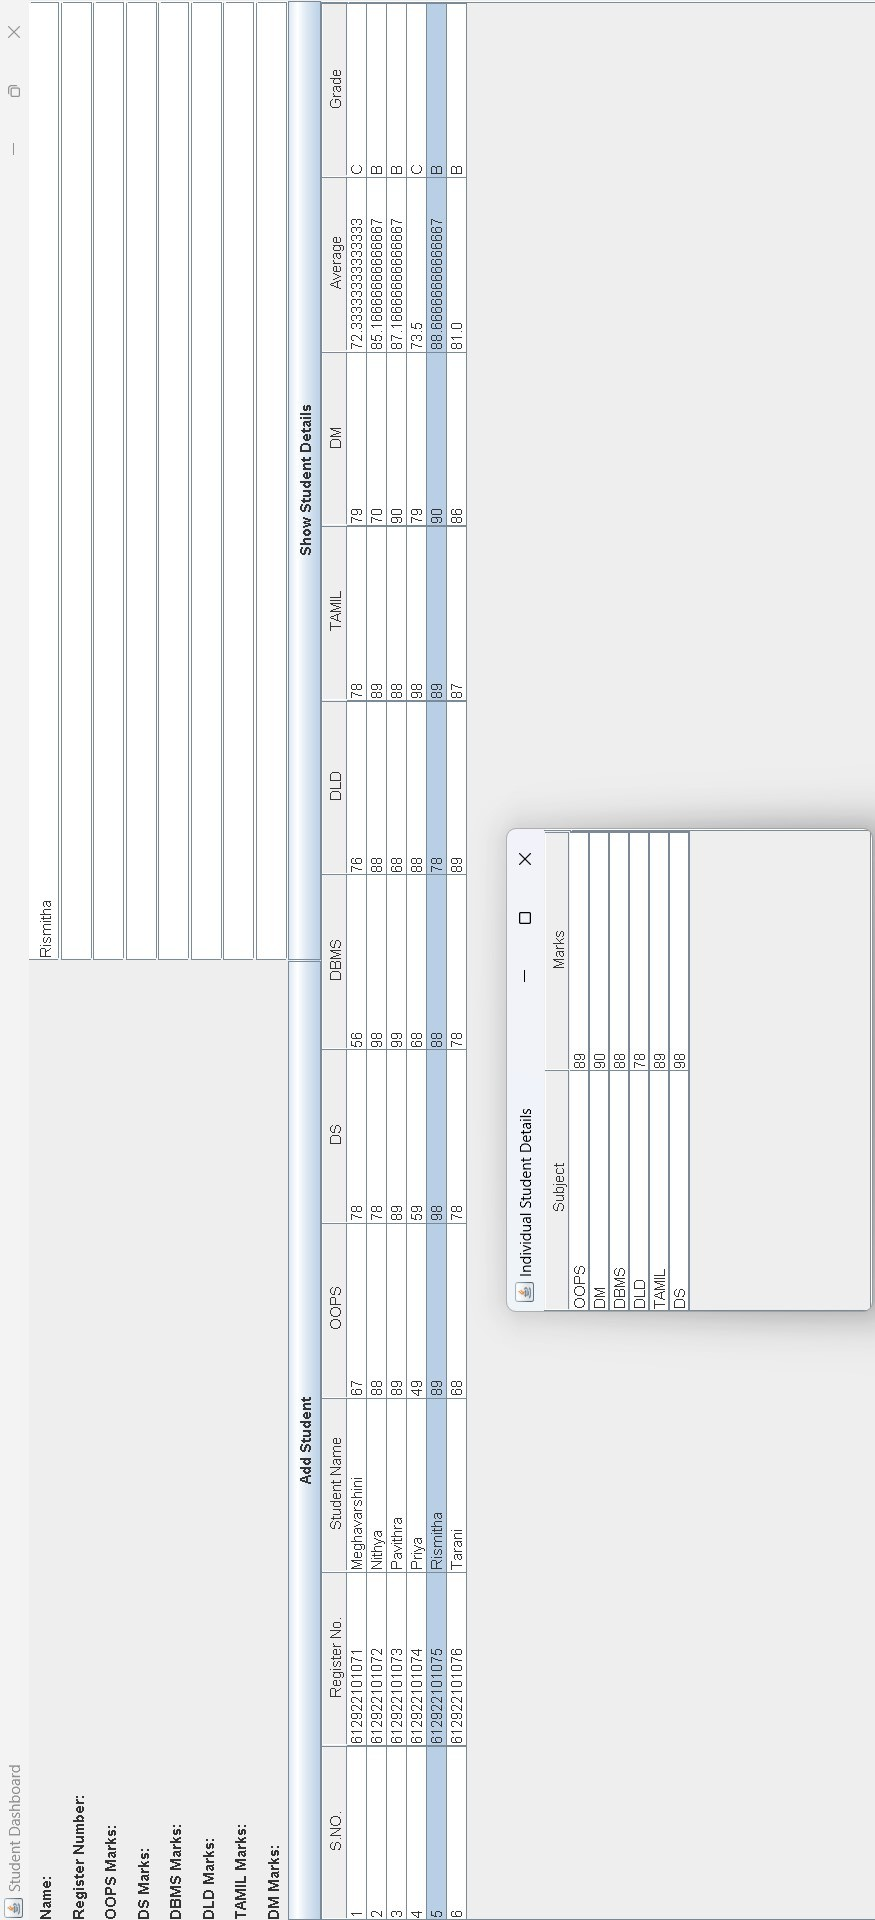 Student Dashboard
Name: Rismitha
Register Number:
OOPS Marks:
DS Marks:
DBMS Marks:
DLD Marks:
TAMIL Marks:
DM Marks:
Add Student Show Student Details
S.NO. Register No. Student Name OOPS DS DBMS DLD TAMIL DM Average Grade
1 612922101071 Meghavarshini 67 78 56 76 78 79 72.33333333333333 C
2 612922101072 Nithya 88 78 98 88 89 70 85.16666666666667 B
3 612922101073 Pavithra 89 89 99 68 88 90 87.16666666666667 B
4 612922101074 Priya 49 59 68 88 98 79 73.5 C
5 612922101075 Rismitha 89 98 88 78 89 90 88.66666666666667 B
6 612922101076 Tarani 68 78 78 89 87 86 81.0 B
Individual Student Details
Subject Marks
OOPS 89
DM 90
DBMS 88
DLD 78
TAMIL 89
DS 98